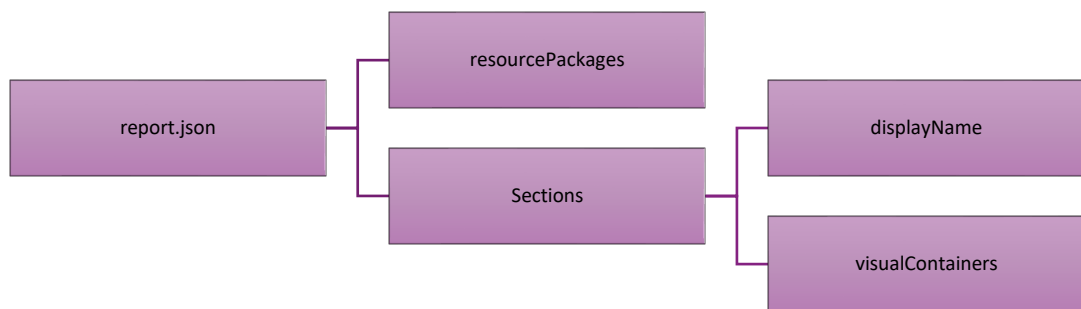 report.json
resourcePackages
Sections
displayName
visualContainers